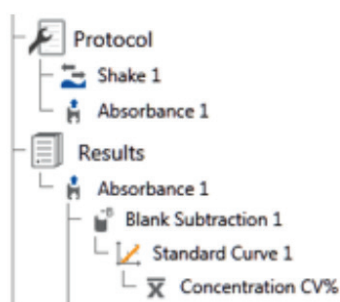 Protocol
Shake 1
Absorbance 1
Results
Absorbance 1
Blank Subtraction 1
Standard Curve 1
Concentration CV%